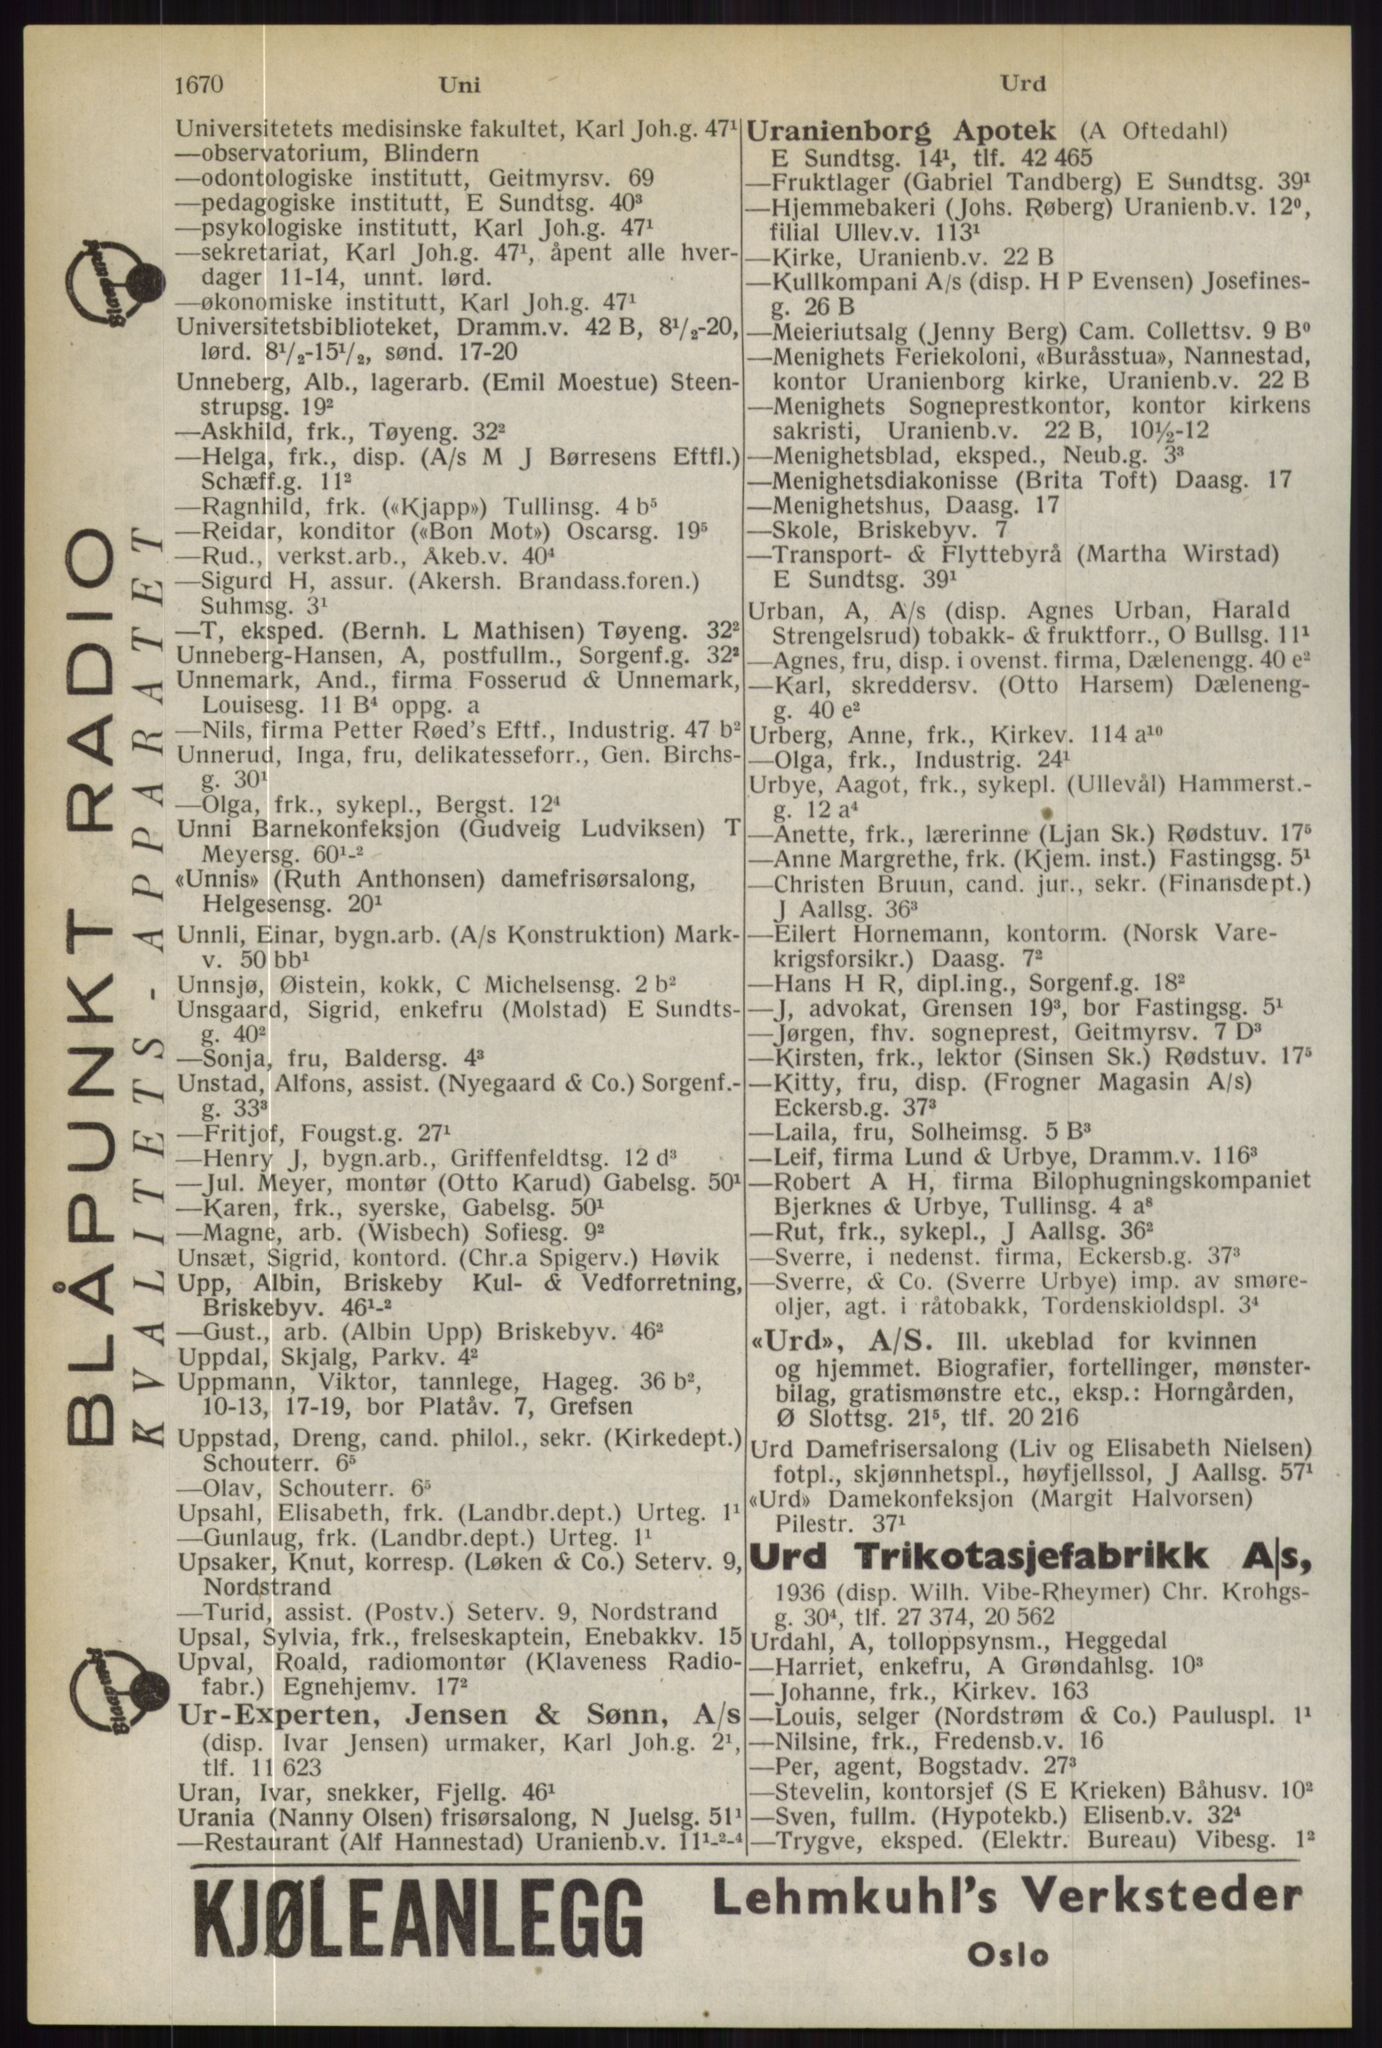 1670 Uni Urd
Universitetets medisinske fakultet, Karl Joh.g. 47¹
—observatorium, Blindern
—odontologiske institutt, Geitmyrsv. 69
—pedagogiske institutt, E Sundtsg. 40³
—psykologiske institutt, Karl Joh.g. 47¹
—sekretariat, Karl Joh.g. 47¹, åpent alle hver-
dager 11-14, unnt. lørd.
—økonomiske institutt, Karl Joh.g. 47¹
Universitetsbiblioteket, Dramm.v. 42 B, 8¹/₂-20,
lørd. 8¹/₂-15¹/₂, sønd. 17-20
Unneberg, Alb., lagerarb. (Emil Moestue) Steen-
strupsg. 19²
—Askhild, frk., Tøyeng. 32²
—Helga, frk., disp. (A/s M J Børresens Eftfl.)
Schæff.g. 11²
—Ragnhild, frk. («Kjapp») Tullinsg. 4 b⁵
—Reidar, konditor («Bon Mot») Oscarsg. 19⁵
—Rud., verkst.arb., Åkeb.v. 40⁴
—Sigurd H, assur. (Akersh. Brandass.foren.)
Suhmsg. 3¹
—T, eksped. (Bernh. L Mathisen) Tøyeng. 32²
Unneberg-Hansen, A, postfullm., Sorgenf.g. 32²
Unnemark, And., firma Fosserud & Unnemark,
Louisesg. 11 B⁴ oppg. a
—Nils, firma Petter Røed's Eftf., Industrig. 47 b²
Unnerud, Inga, fru, delikatesseforr., Gen. Birchs-
g. 30¹
—Olga, frk., sykepl., Bergst. 12⁴
Unni Barnekonfeksjon (Gudveig Ludviksen) T
Meyersg. 60¹-²
«Unnis» (Ruth Anthonsen) damefrisørsalong,
Helgesensg. 20¹
Unnli, Einar, bygn.arb. (A/s Konstruktion) Mark-
v. 50 bb¹
Unnsjø, Øistein, kokk, C Michelsensg. 2 b²
Unsgaard, Sigrid, enkefru (Molstad) E Sundts-
g. 40²
—Sonja, fru, Baldersg. 4³
Unstad, Alfons, assist. (Nyegaard & Co.) Sorgenf.-
g. 33³
—Fritjof, Fougst.g. 27¹
—Henry J, bygn.arb., Griffenfeldtsg. 12 d³
—Jul. Meyer, montør (Otto Karud) Gabelsg. 50¹
—Karen, frk., syerske, Gabelsg. 50¹
—Magne, arb. (Wisbech) Sofiesg. 9²
Unsæt, Sigrid, kontord. (Chr.a Spigerv.) Høvik
Upp, Albin, Briskeby Kul- & Vedforretning,
Briskebyv. 46¹-²
—Gust., arb. (Albin Upp) Briskebyv. 46²
Uppdal, Skjalg, Parkv. 4²
Uppmann, Viktor, tannlege, Hageg. 36 b²,
10-13, 17-19, bor Platåv. 7, Grefsen
Uppstad, Dreng, cand. philol., sekr. (Kirkedept.)
Schouterr. 6⁵
—Olav, Schouterr. 6⁵
Upsahl, Elisabeth, frk. (Landbr.dept.) Urteg. 1¹
—Gunlaug, frk. (Landbr.dept.) Urteg. 1¹
Upsaker, Knut, korresp. (Løken & Co.) Seterv. 9,
Nordstrand
—Turid, assist. (Postv.) Seterv. 9, Nordstrand
Upsal, Sylvia, frk., frelseskaptein, Enebakkv. 15
Upval, Roald, radiomontør (Klaveness Radio-
fabr.) Egnehjemv. 17²
Ur-Experten, Jensen & Sønn, A/s
(disp. Ivar Jensen) urmaker, Karl Joh.g. 2¹,
tlf. 11 623
Uran, Ivar, snekker, Fjellg. 46¹
Urania (Nanny Olsen) frisørsalong, N Juelsg. 51¹
—Restaurant (Alf Hannestad) Uranienb.v. 11¹-²-⁴
Uranienborg Apotek (A Oftedahl)
E Sundtsg. 14¹, tlf. 42 465
—Fruktlager (Gabriel Tandberg) E Sundtsg. 39¹
—Hjemmebakeri (Johs. Røberg) Uranienb.v. 12⁰,
filial Ullev.v. 113¹
—Kirke, Uranienb.v. 22 B
—Kullkompani A/s (disp. H P Evensen) Josefines-
g. 26 B
—Meieriutsalg (Jenny Berg) Cam. Collettsv. 9 B⁰
—Menighets Feriekoloni, «Buråsstua», Nannestad,
kontor Uranienborg kirke, Uranienb.v. 22 B
—Menighets Sogneprestkontor, kontor kirkens
sakristi, Uranienb.v. 22 B, 10½-12
—Menighetsblad, eksped., Neub.g. 3³
—Menighetsdiakonisse (Brita Toft) Daasg. 17
—Menighetshus, Daasg. 17
—Skole, Briskebyv. 7
—Transport- & Flyttebyrå (Martha Wirstad)
E Sundtsg. 39¹
Urban, A, A/s (disp. Agnes Urban, Harald
Strengelsrud) tobakk- & fruktforr., O Bullsg. 11¹
—Agnes, fru, disp. i ovenst. firma, Dælenengg. 40 e²
—Karl, skreddersv. (Otto Harsem) Dæleneng-
g. 40 e²
Urberg, Anne, frk., Kirkev. 114 a¹⁰
—Olga, frk., Industrig. 24¹
Urbye, Aagot, frk., sykepl. (Ullevål) Hammerst.-
g. 12 a⁴
—Anette, frk., lærerinne (Ljan Sk.) Rødstuv. 17⁵
—Anne Margrethe, frk. (Kjem. inst.) Fastingsg. 5¹
—Christen Bruun, cand. jur., sekr. (Finansdept.)
J Aallsg. 36³
—Eilert Hornemann, kontorm. (Norsk Vare-
krigsforsikr.) Daasg. 7²
—Hans H R, dipl.ing., Sorgenf.g. 18²
—J, advokat, Grensen 19³, bor Fastingsg. 5¹
—Jørgen, fhv. sogneprest, Geitmyrsv. 7 D³
—Kirsten, frk., lektor (Sinsen Sk.) Rødstuv. 17⁵
—Kitty, fru, disp. (Frogner Magasin A/s)
Eckersb.g. 37³
—Laila, fru, Solheimsg. 5 B³
—Leif, firma Lund & Urbye, Dramm.v. 116³
—Robert A H, firma Bilophugningskompaniet
Bjerknes & Urbye, Tullinsg. 4 a⁸
—Rut, frk., sykepl., J Aallsg. 36²
—Sverre, i nedenst. firma, Eckersb.g. 37³
—Sverre, & Co. (Sverre Urbye) imp. av smøre-
oljer, agt. i råtobakk, Tordenskioldspl. 3⁴
«Urd», A/S. Ill. ukeblad for kvinnen
og hjemmet. Biografier, fortellinger, mønster-
bilag, gratismønstre etc., eksp.: Horngården,
Ø Slottsg. 21⁵, tlf. 20 216
Urd Damefrisersalong (Liv og Elisabeth Nielsen)
fotpl., skjønnhetspl., høyfjellssol, J Aallsg. 57¹
«Urd» Damekonfeksjon (Margit Halvorsen)
Pilestr. 37¹
Urd Trikotasjefabrikk A|s,
1936 (disp. Wilh. Vibe-Rheymer) Chr. Krohgs-
g. 30⁴, tlf. 27 374, 20 562
Urdahl, A, tolloppsynsm., Heggedal
—Harriet, enkefru, A Grøndahlsg. 10³
—Johanne, frk., Kirkev. 163
—Louis, selger (Nordstrøm & Co.) Pauluspl. 1¹
—Nilsine, frk., Fredensb.v. 16
—Per, agent, Bogstadv. 27³
—Stevelin, kontorsjef (S E Krieken) Båhusv. 10²
—Sven, fullm. (Hypotekb.) Elisenb.v. 32⁴
—Trygve, eksped. (Elektr. Bureau) Vibesg. 1²
BLÅPUNKT RADIO
KVALITETS-APPARATET
Blaupunkt
Blaupunkt
KJØLEANLEGG Lehmkuhl's Verksteder
Oslo